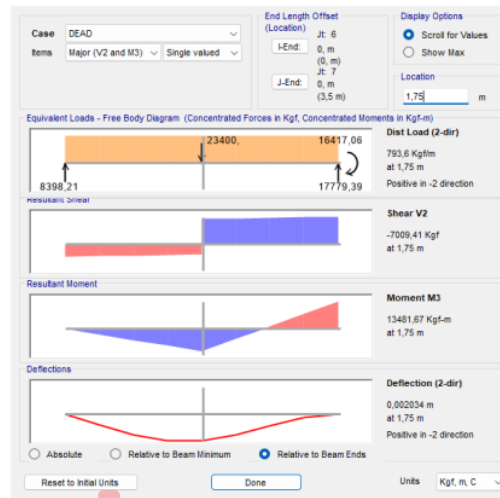 Case DEAD
Items Major (V2 and M3) Single valued
End Length Offset
(Location)
I-End: Jt: 6
0, m
(0, m)
J-End: Jt: 7
0, m
(3,5 m)
Display Options
Scroll for Values
Show Max
Location
1,75 m
Equivalent Loads - Free Body Diagram (Concentrated Forces in Kgf, Concentrated Moments in Kgf-m)
23400, 16417,06
8398,21 17779,39
Dist Load (2-dir)
793,6 Kgf/m
at 1,75 m
Positive in -2 direction
Resultant Shear
Shear V2
-7009,41 Kgf
at 1,75 m
Resultant Moment
Moment M3
13481,67 Kgf-m
at 1,75 m
Deflections
Deflection (2-dir)
0,002034 m
at 1,75 m
Positive in -2 direction
Absolute Relative to Beam Minimum Relative to Beam Ends
Reset to Initial Units Done Units Kgf, m, C